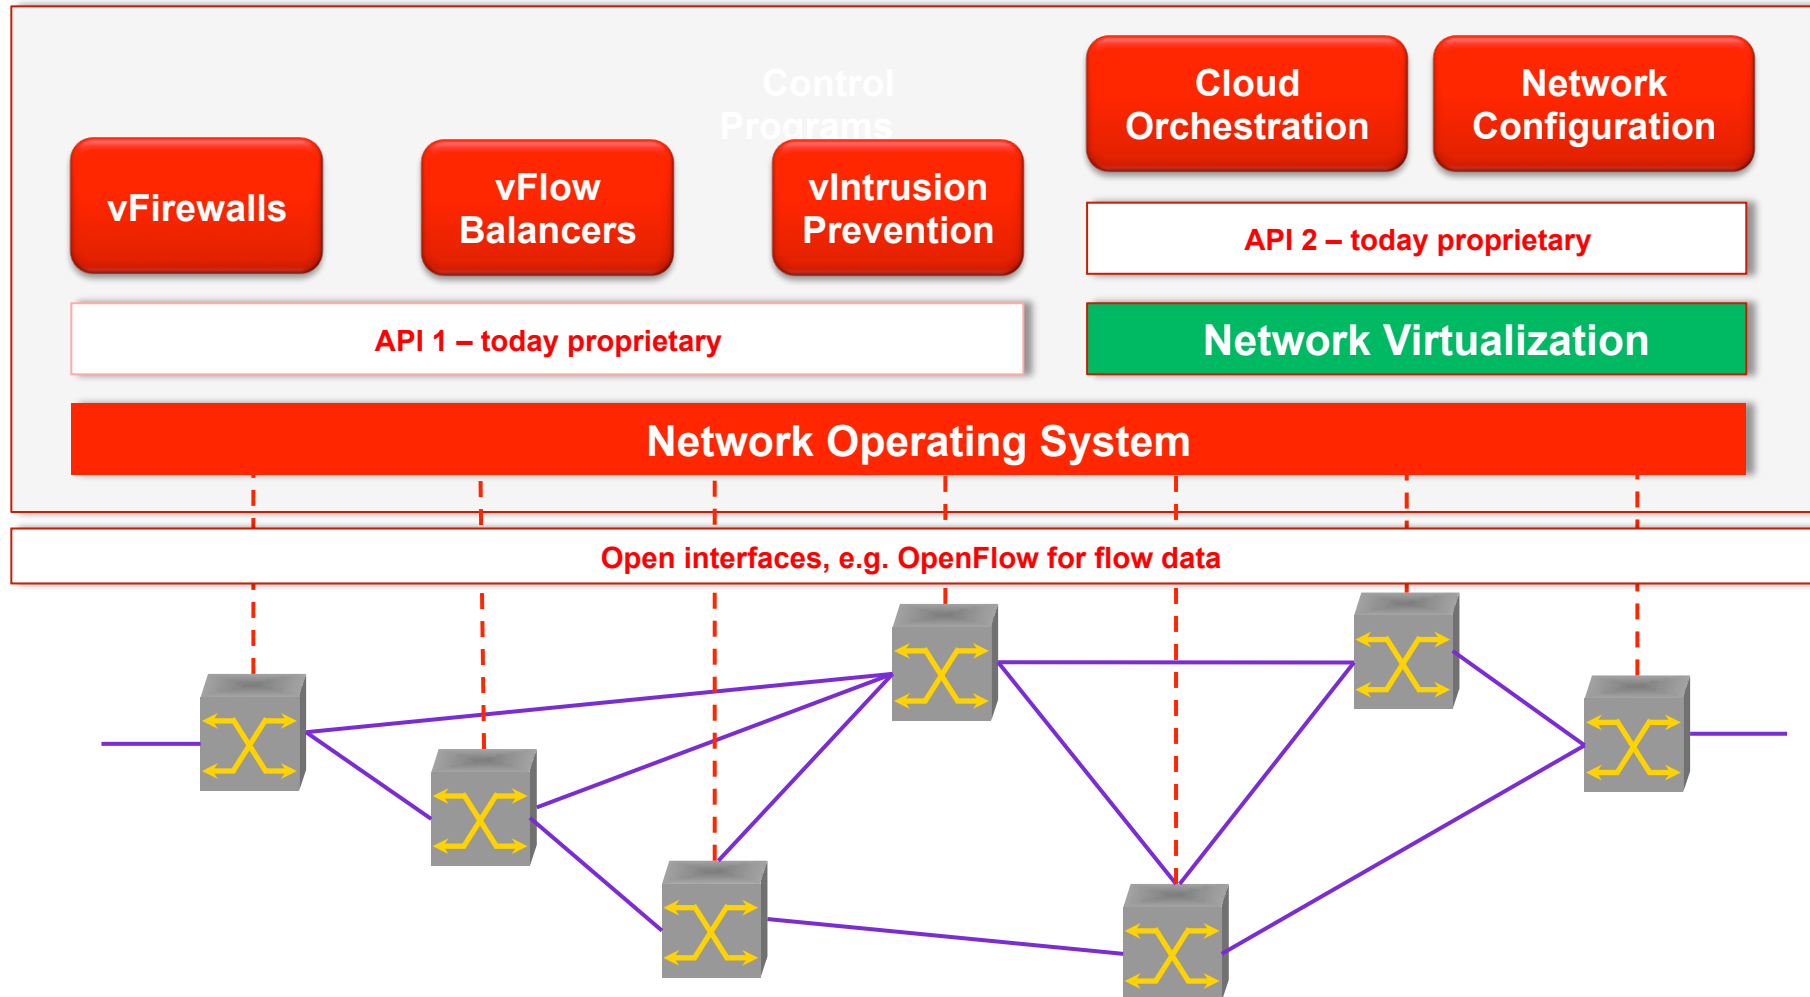 Control
Programs
Cloud
Orchestration
Network
Configuration
vFirewalls
vFlow
Balancers
vIntrusion
Prevention
API 2 – today proprietary
API 1 – today proprietary
Network Virtualization
Network Operating System
Open interfaces, e.g. OpenFlow for flow data